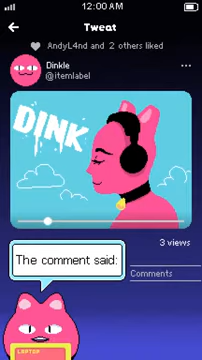 12:00 AM
Tweat
AndyL4nd and 2 others liked
Dinkle
@itemlabel
DINK
3 views
The comment said:
Comments
LAPTOP